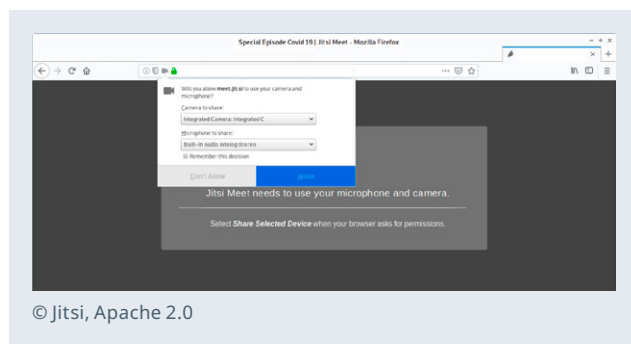 Special Episode Covid 19 | Jitsi Meet - Mozilla Firefox
Will you allow meet.jit.si to use your camera and
microphone?
Camera to share:
Integrated Camera: Integrated C
Microphone to share:
Built-in Audio Analog Stereo
Remember this decision
Don't Allow
Allow
Jitsi Meet needs to use your microphone and camera.
Select Share Selected Device when your browser asks for permissions.
© Jitsi, Apache 2.0